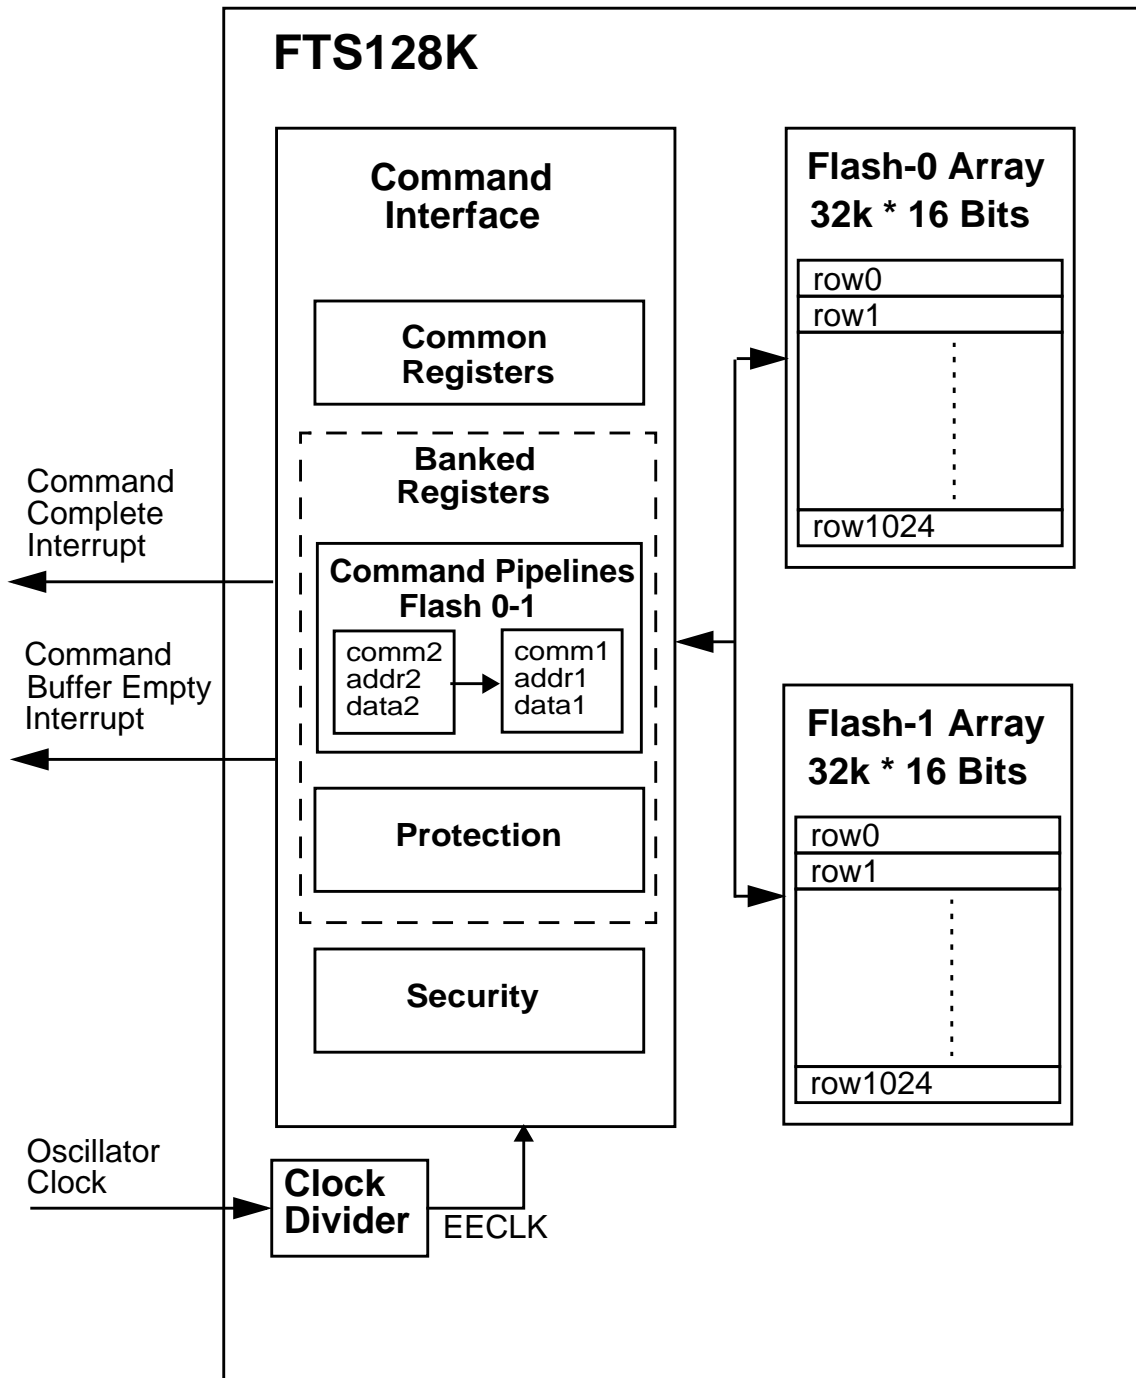 FTS128K
Command
Interface
Common
Registers
Banked
Registers
Command Pipelines
Flash 0-1
comm2
addr2
data2
comm1
addr1
data1
Protection
Security
Command
Complete
Interrupt
Command
Buffer Empty
Interrupt
Oscillator
Clock
Clock
Divider
EECLK
Flash-0 Array
32k * 16 Bits
row0
row1
row1024
Flash-1 Array
32k * 16 Bits
row0
row1
row1024